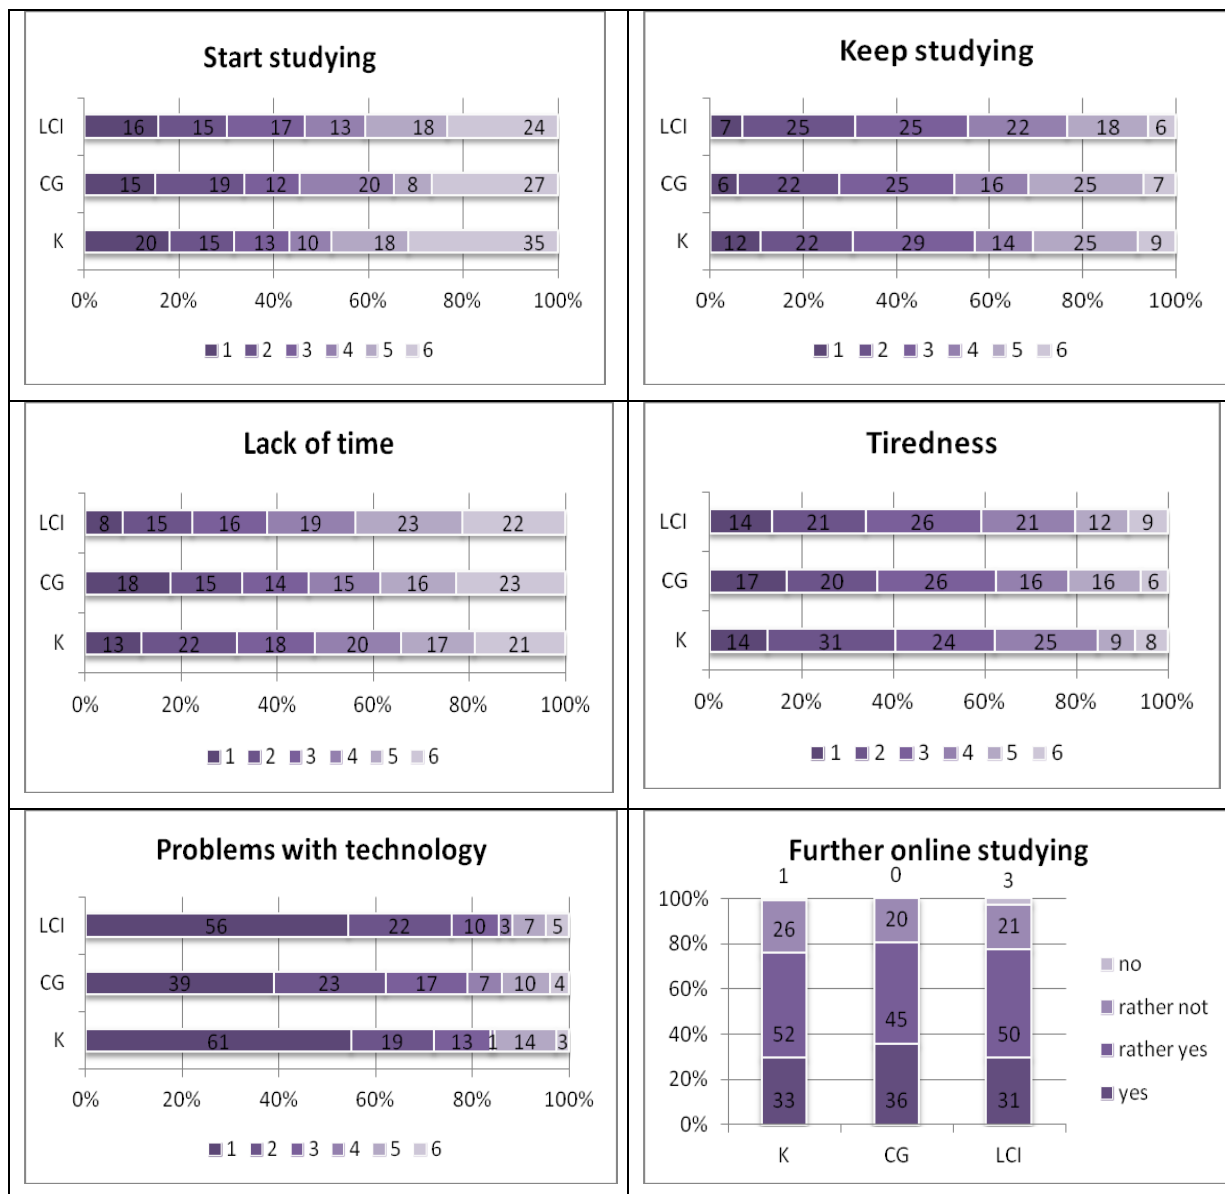 Start studying
LCI 16 15 17 13 18 24
CG 15 19 12 20 8 27
K 20 15 13 10 18 35
0% 20% 40% 60% 80% 100%
1 2 3 4 5 6
Keep studying
LCI 7 25 25 22 18 6
CG 6 22 25 16 25 7
K 12 22 29 14 25 9
0% 20% 40% 60% 80% 100%
1 2 3 4 5 6
Lack of time
LCI 8 15 16 19 23 22
CG 18 15 14 15 16 23
K 13 22 18 20 17 21
0% 20% 40% 60% 80% 100%
1 2 3 4 5 6
Tiredness
LCI 14 21 26 21 12 9
CG 17 20 26 16 16 6
K 14 31 24 25 9 8
0% 20% 40% 60% 80% 100%
1 2 3 4 5 6
Problems with technology
LCI 56 22 10 3 7 5
CG 39 23 17 7 10 4
K 61 19 13 1 14 3
0% 20% 40% 60% 80% 100%
1 2 3 4 5 6
Further online studying
1 0 3
100%
26 20 21
80%
60%
52 45 50
40%
20%
33 36 31
0%
K CG LCI
no
rather not
rather yes
yes